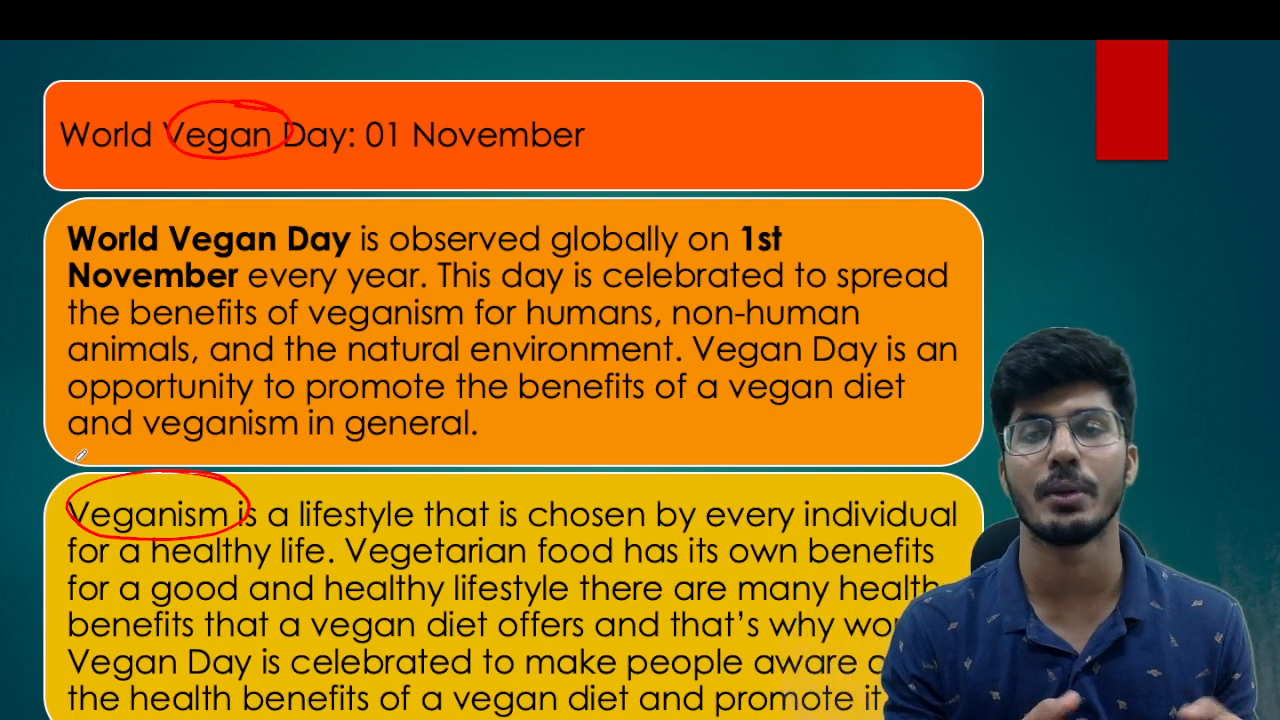 World Vegan Day: 01 November
World Vegan Day is observed globally on 1st
November every year. This day is celebrated to spread
the benefits of veganism for humans, non-human
animals, and the natural environment. Vegan Day is an
opportunity to promote the benefits of a vegan diet
and veganism in general.
Veganism is a lifestyle that is chosen by every individual
for a healthy life. Vegetarian food has its own benefits
for a good and healthy lifestyle there are many health
benefits that a vegan diet offers and that's why
Vegan Day is celebrated to make people aware
the health benefits of a vegan diet and promote it